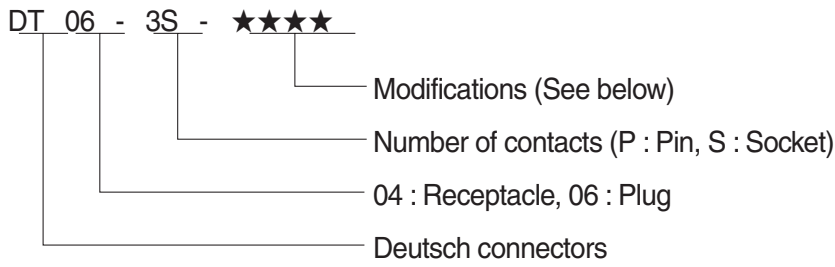 DT 06 - 3S - ★★★★
Modifications (See below)
Number of contacts (P : Pin, S : Socket)
04 : Receptacle, 06 : Plug
Deutsch connectors